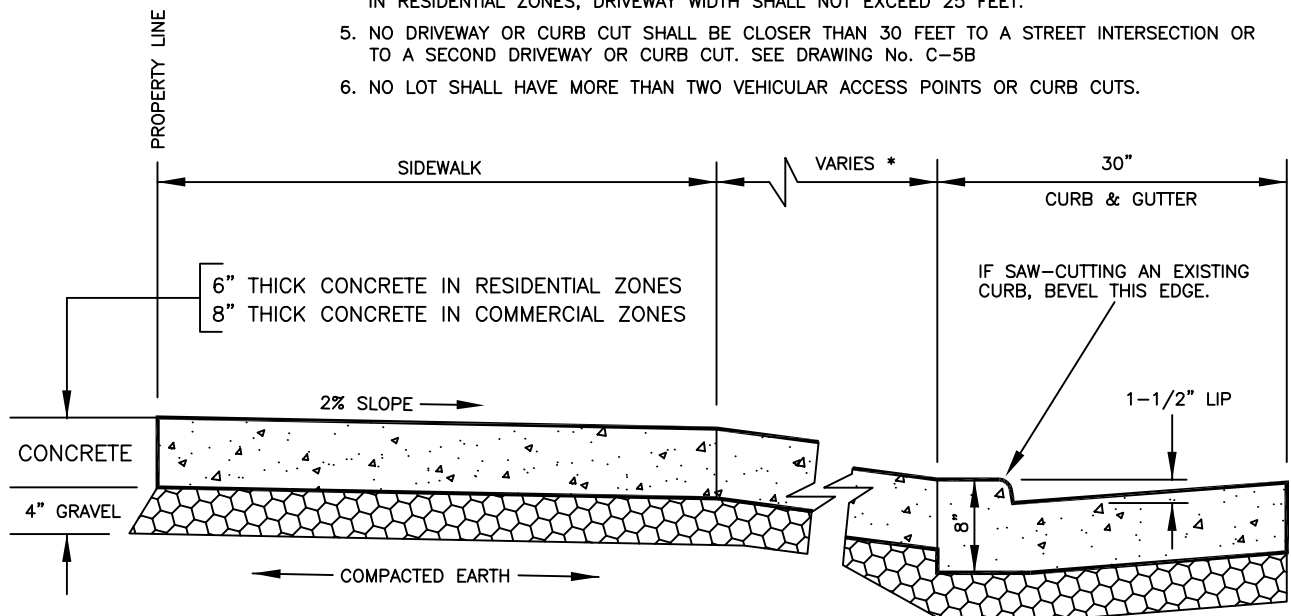 IN RESIDENTIAL ZONES, DRIVEWAY WIDTH SHALL NOT EXCEED 25 FEET.
5. NO DRIVEWAY OR CURB CUT SHALL BE CLOSER THAN 30 FEET TO A STREET INTERSECTION OR
TO A SECOND DRIVEWAY OR CURB CUT. SEE DRAWING No. C-5B
6. NO LOT SHALL HAVE MORE THAN TWO VEHICULAR ACCESS POINTS OR CURB CUTS.
PROPERTY LINE
SIDEWALK
VARIES *
30"
CURB & GUTTER
6" THICK CONCRETE IN RESIDENTIAL ZONES
8" THICK CONCRETE IN COMMERCIAL ZONES
IF SAW-CUTTING AN EXISTING
CURB, BEVEL THIS EDGE.
2% SLOPE
1-1/2" LIP
CONCRETE
4" GRAVEL
8"
COMPACTED EARTH